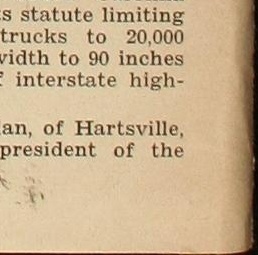 s statute limiting
trucks to 20,000
width to 90 inches
f interstate high-
an, of Hartsville,
president of the